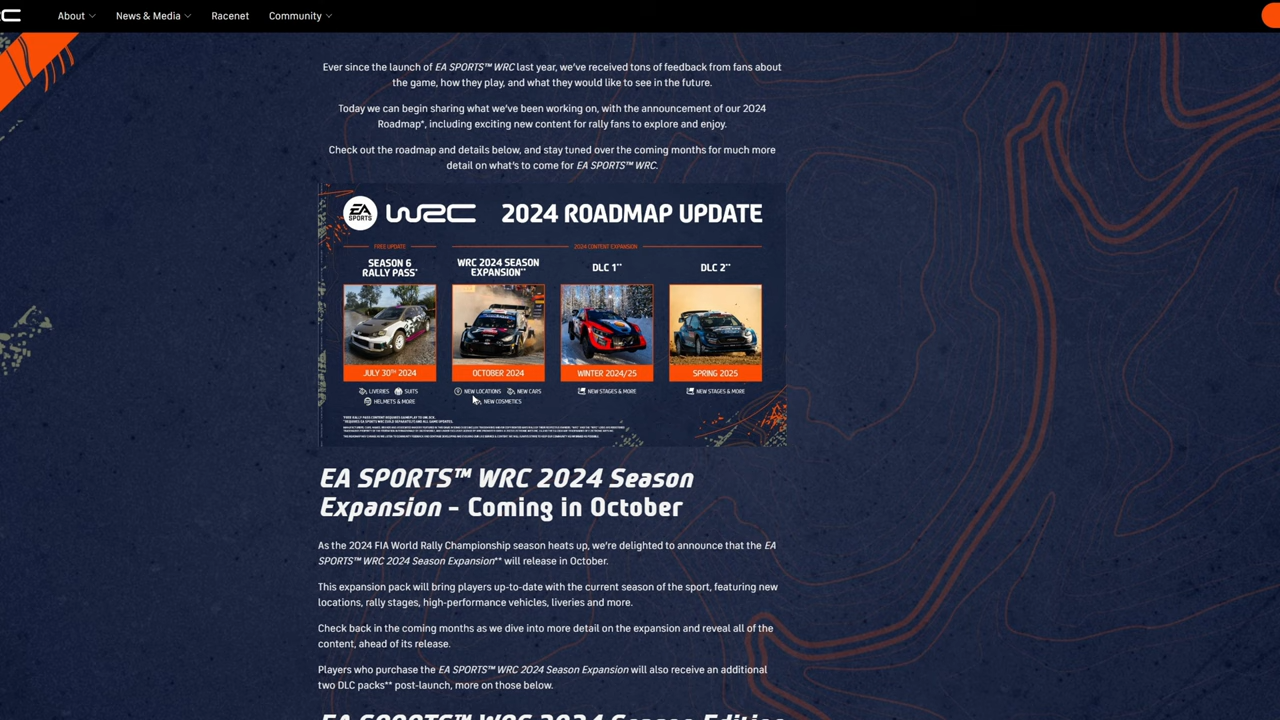 About
News & Media
Racenet
Community
Ever since the launch of EA SPORTS™ WRC last year, we've received tons of feedback from fans about
the game, how they play, and what they would like to see in the future.
Today we can begin sharing what we've been working on, with the announcement of our 2024
Roadmap*, including exciting new content for rally fans to explore and enjoy.
Check out the roadmap and details below, and stay tuned over the coming months for much more
detail on what's to come for EA SPORTS™ WRC.
EA SPORTS WRC 2024 ROADMAP UPDATE
FREE UPDATE
2024 CONTENT EXPANSION
SEASON 6
RALLY PASS*
WRC 2024 SEASON
EXPANSION**
DLC 1**
DLC 2**
JULY 30TH 2024
OCTOBER 2024
WINTER 2024/25
SPRING 2025
LIVERIES SUITS
HELMETS & MORE
NEW LOCATIONS NEW CARS
NEW COSMETICS
NEW STAGES & MORE
NEW STAGES & MORE
EA SPORTS™ WRC 2024 Season
Expansion - Coming in October
As the 2024 FIA World Rally Championship season heats up, we're delighted to announce that the EA
SPORTS™ WRC 2024 Season Expansion** will release in October.
This expansion pack will bring players up-to-date with the current season of the sport, featuring new
locations, rally stages, high-performance vehicles, liveries and more.
Check back in the coming months as we dive into more detail on the expansion and reveal all of the
content, ahead of its release.
Players who purchase the EA SPORTS™ WRC 2024 Season Expansion will also receive an additional
two DLC packs** post-launch, more on those below.
EA SPORTS™ WRC 2024 Season Edition